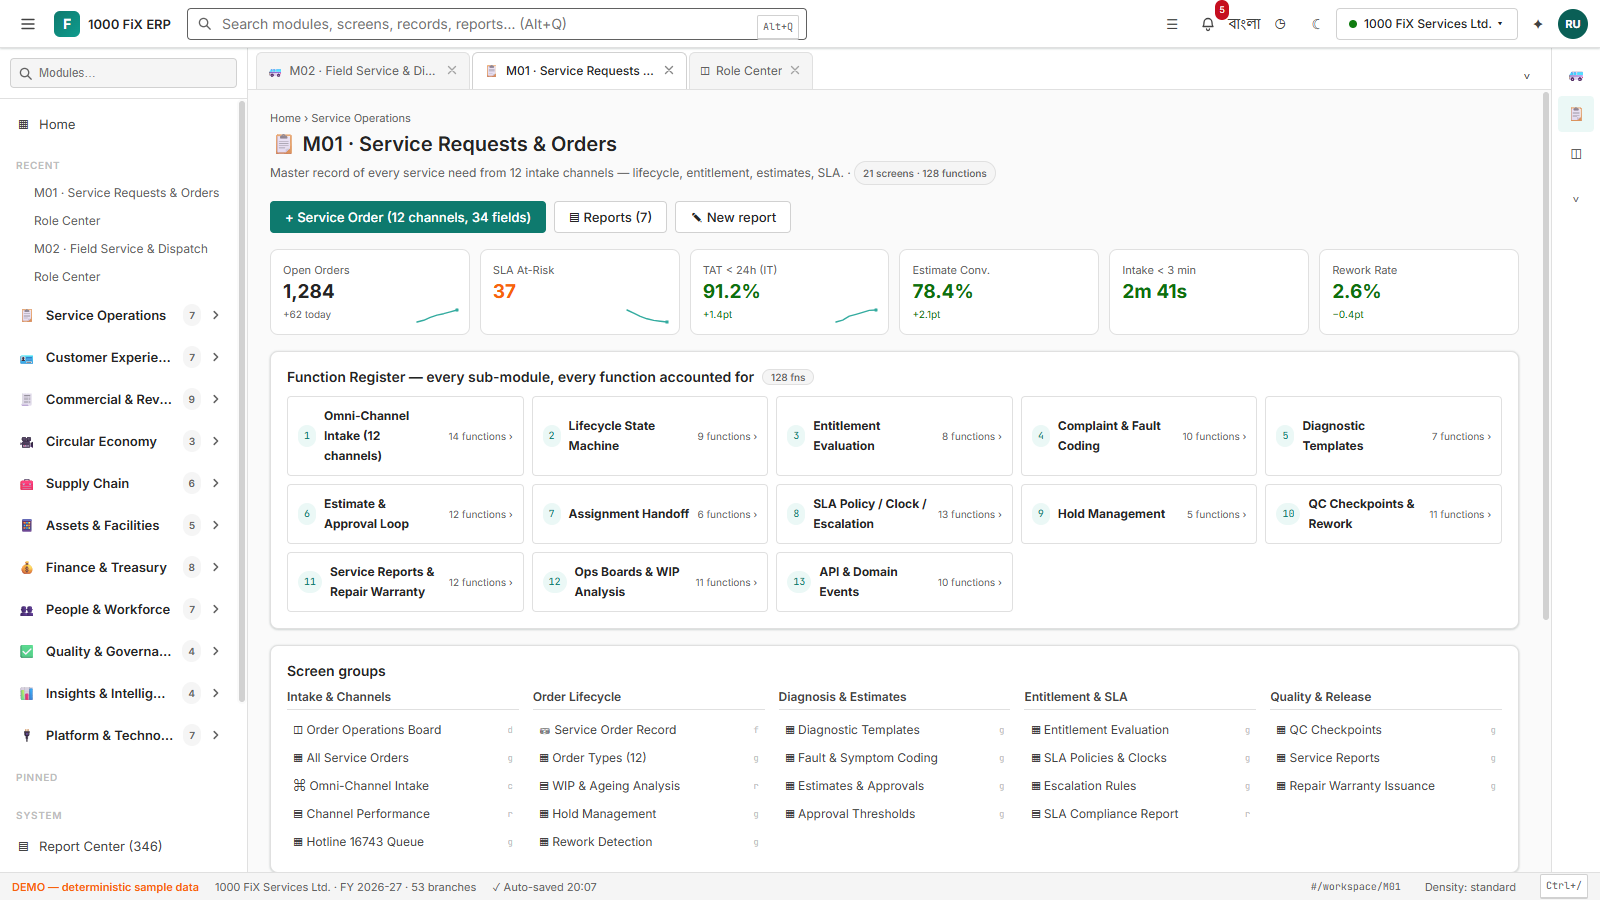 F 1000 FiX ERP
Search modules, screens, records, reports... (Alt+Q)
Alt+Q
5
বাংলা
1000 FiX Services Ltd.
RU
Modules...
Home
RECENT
M01 · Service Requests & Orders
Role Center
M02 · Field Service & Dispatch
Role Center
Service Operations 7
Customer Experie... 7
Commercial & Rev... 9
Circular Economy 3
Supply Chain 6
Assets & Facilities 5
Finance & Treasury 8
People & Workforce 7
Quality & Governa... 4
Insights & Intellig... 4
Platform & Techno... 7
PINNED
SYSTEM
Report Center (346)
M02 · Field Service & Di...
M01 · Service Requests ...
Role Center
Home › Service Operations
M01 · Service Requests & Orders
Master record of every service need from 12 intake channels — lifecycle, entitlement, estimates, SLA. · 21 screens · 128 functions
+ Service Order (12 channels, 34 fields)
Reports (7)
New report
Open Orders
1,284
+62 today
SLA At-Risk
37
TAT < 24h (IT)
91.2%
+1.4pt
Estimate Conv.
78.4%
+2.1pt
Intake < 3 min
2m 41s
Rework Rate
2.6%
−0.4pt
Function Register — every sub-module, every function accounted for 128 fns
1 Omni-Channel Intake (12 channels) 14 functions ›
2 Lifecycle State Machine 9 functions ›
3 Entitlement Evaluation 8 functions ›
4 Complaint & Fault Coding 10 functions ›
5 Diagnostic Templates 7 functions ›
6 Estimate & Approval Loop 12 functions ›
7 Assignment Handoff 6 functions ›
8 SLA Policy / Clock / Escalation 13 functions ›
9 Hold Management 5 functions ›
10 QC Checkpoints & Rework 11 functions ›
11 Service Reports & Repair Warranty 12 functions ›
12 Ops Boards & WIP Analysis 11 functions ›
13 API & Domain Events 10 functions ›
Screen groups
Intake & Channels
Order Operations Board d
All Service Orders g
Omni-Channel Intake c
Channel Performance r
Hotline 16743 Queue g
Order Lifecycle
Service Order Record f
Order Types (12) g
WIP & Ageing Analysis r
Hold Management g
Rework Detection g
Diagnosis & Estimates
Diagnostic Templates g
Fault & Symptom Coding g
Estimates & Approvals g
Approval Thresholds g
Entitlement & SLA
Entitlement Evaluation g
SLA Policies & Clocks g
Escalation Rules g
SLA Compliance Report r
Quality & Release
QC Checkpoints g
Service Reports g
Repair Warranty Issuance g
DEMO — deterministic sample data
1000 FiX Services Ltd. · FY 2026-27 · 53 branches
✓ Auto-saved 20:07
#/workspace/M01
Density: standard
Ctrl+/